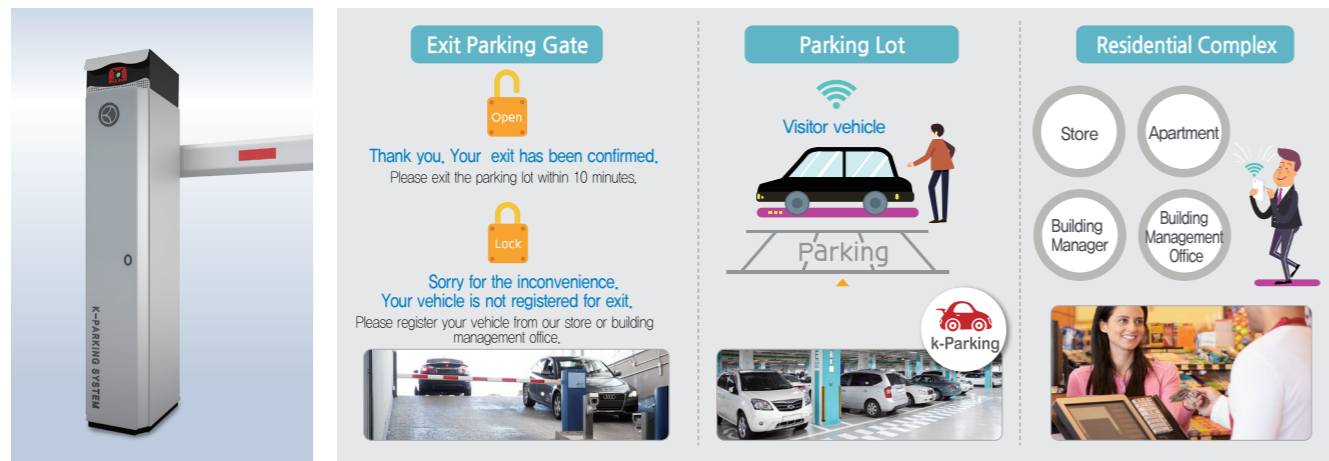 K-PARKING SYSTEM
Exit Parking Gate
Open
Thank you, Your exit has been confirmed,
Please exit the parking lot within 10 minutes,
Lock
Sorry for the inconvenience,
Your vehicle is not registered for exit,
Please register your vehicle from our store or building
management office,
Parking Lot
Visitor vehicle
Parking
k-Parking
Residential Complex
Store
Apartment
Building
Manager
Building
Management
Office